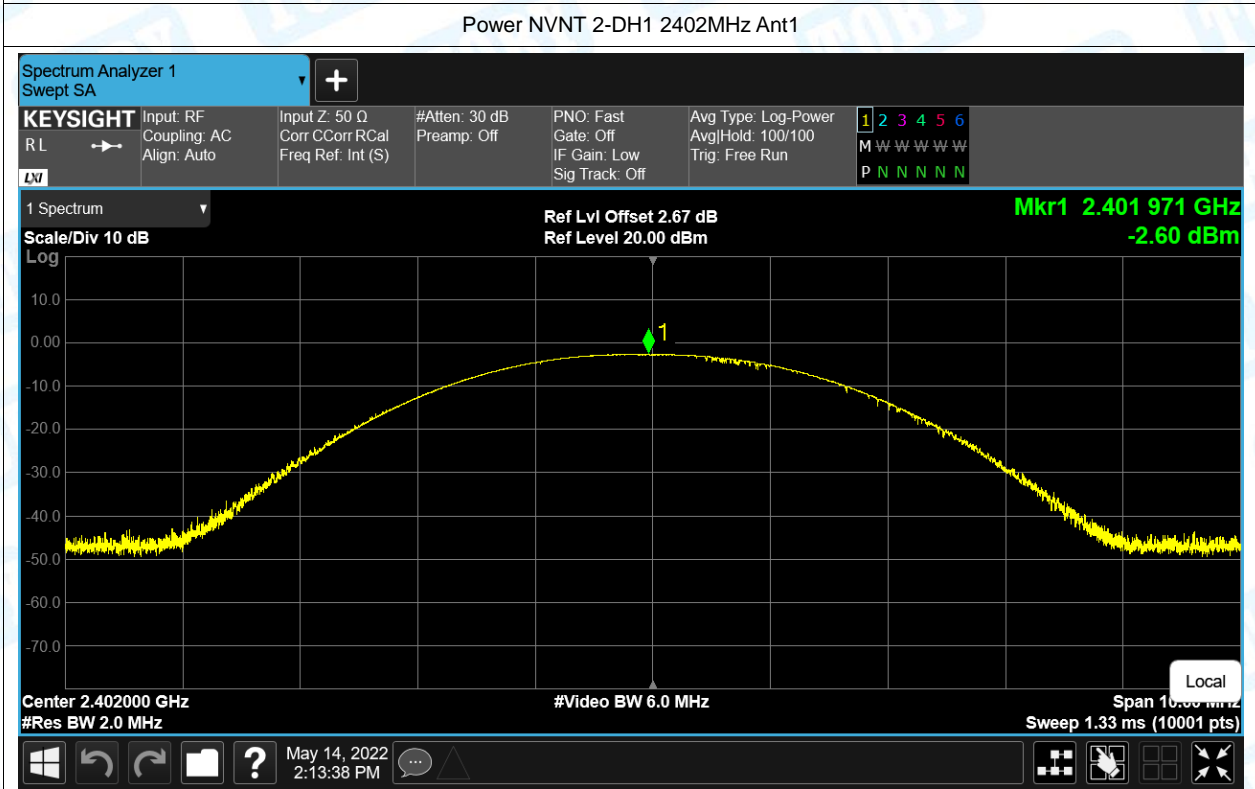 Power NVNT 2-DH1 2402MHz Ant1
Spectrum Analyzer 1
Swept SA
KEYSIGHT
R L
LXI
Input: RF
Coupling: AC
Align: Auto
Input Z: 50 Ω
Corr CCorr RCal
Freq Ref: Int (S)
#Atten: 30 dB
Preamp: Off
PNO: Fast
Gate: Off
IF Gain: Low
Sig Track: Off
Avg Type: Log-Power
Avg|Hold: 100/100
Trig: Free Run
1 2 3 4 5 6
M W W W W W
P N N N N N
1 Spectrum
Scale/Div 10 dB
Log
Ref Lvl Offset 2.67 dB
Ref Level 20.00 dBm
Mkr1 2.401 971 GHz
-2.60 dBm
10.0
0.00
-10.0
-20.0
-30.0
-40.0
-50.0
-60.0
-70.0
1
Local
Center 2.402000 GHz
#Video BW 6.0 MHz
Span 10.00 MHz
#Res BW 2.0 MHz
Sweep 1.33 ms (10001 pts)
?
May 14, 2022
2:13:38 PM